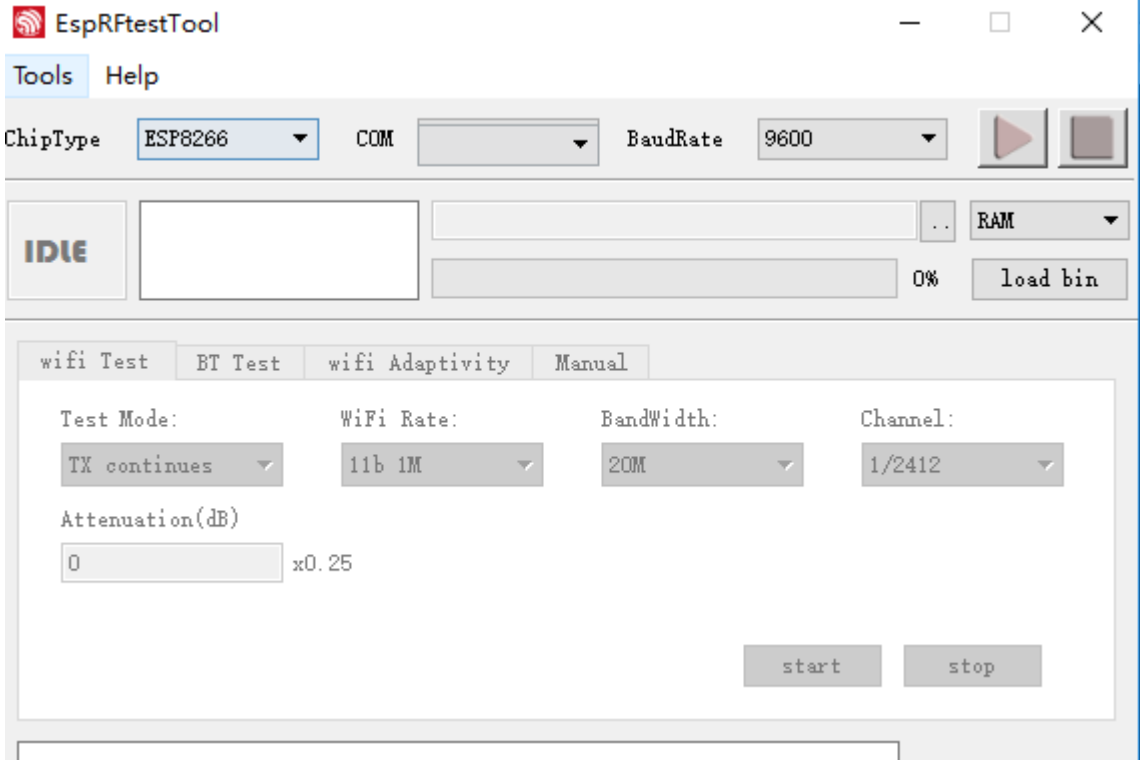 EspRFtestTool
Tools Help
ChipType ESP8266 COM BaudRate 9600
IDLE .. RAM
0% load bin
wifi Test BT Test wifi Adaptivity Manual
Test Mode: WiFi Rate: BandWidth: Channel:
TX continues 11b 1M 20M 1/2412
Attenuation(dB)
0 x0.25
start stop